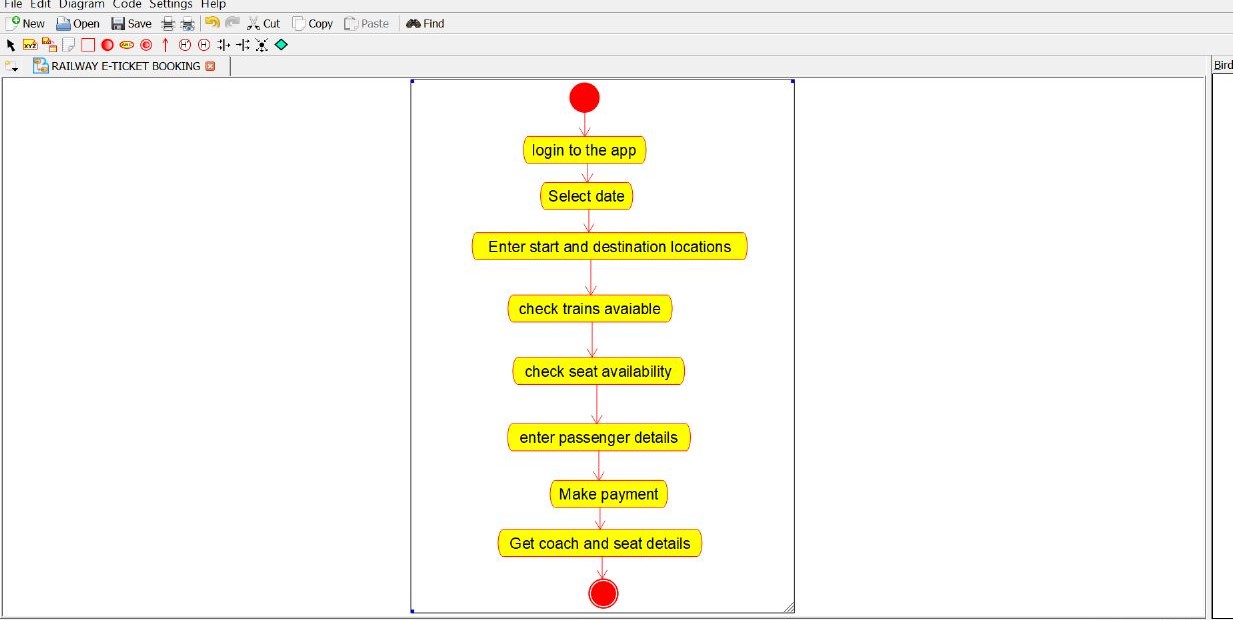 File Edit Diagram Code Settings Help
New Open Save Cut Copy Paste Find
RAILWAY E-TICKET BOOKING
Bird
login to the app
Select date
Enter start and destination locations
check trains avaiable
check seat availability
enter passenger details
Make payment
Get coach and seat details